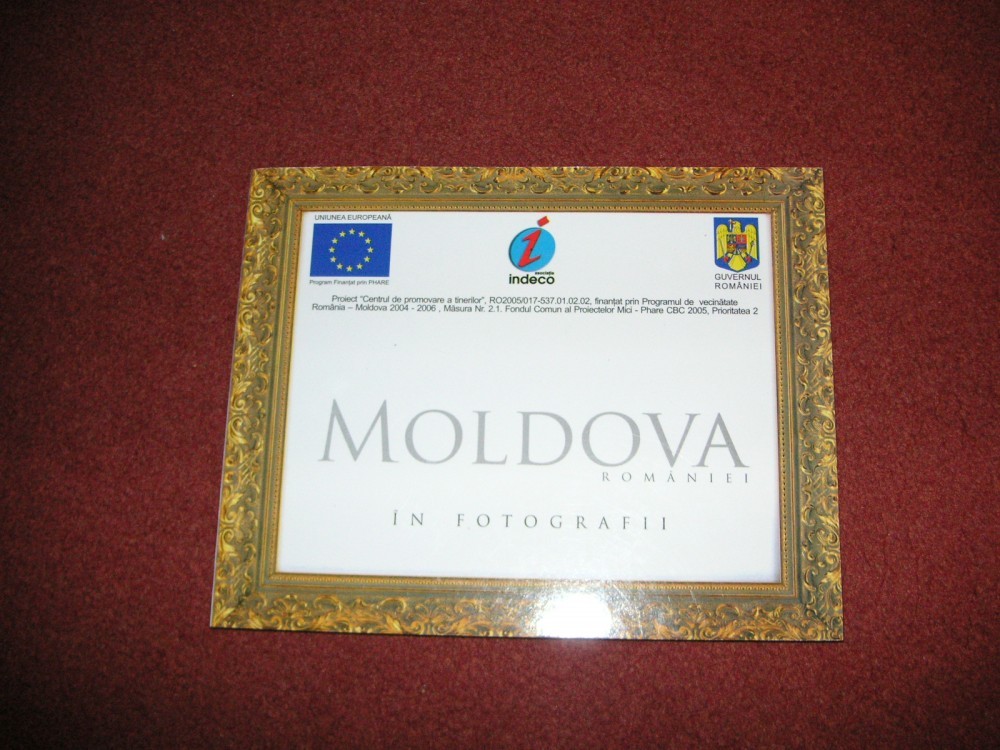 UNIUNEA EUROPEANĂ
Program Finanțat prin PHARE
i
asociația
indeco
GUVERNUL
ROMÂNIEI
Proiect "Centrul de promovare a tinerilor", RO2005/017-537.01.02.02, finanțat prin Programul de vecinătate
România – Moldova 2004 - 2006 , Măsura Nr. 2.1. Fondul Comun al Proiectelor Mici - Phare CBC 2005, Prioritatea 2
MOLDOVA
ROMÂNIEI
ÎN FOTOGRAFII